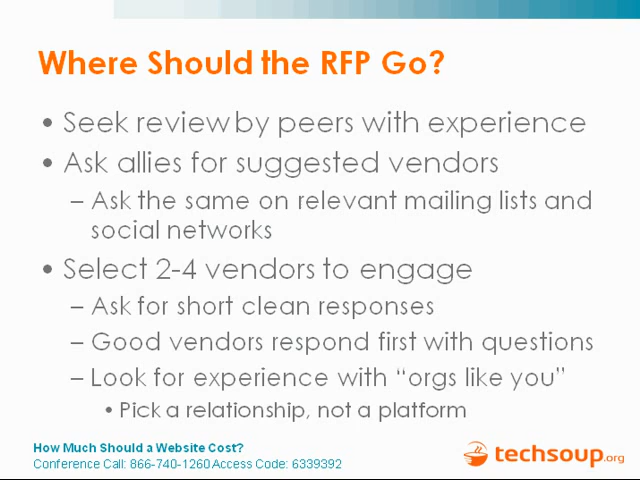 Where Should the RFP Go?
• Seek review by peers with experience
• Ask allies for suggested vendors
– Ask the same on relevant mailing lists and
social networks
• Select 2-4 vendors to engage
– Ask for short clean responses
– Good vendors respond first with questions
– Look for experience with “orgs like you”
• Pick a relationship, not a platform
How Much Should a Website Cost?
Conference Call: 866-740-1260 Access Code: 6339392
techsoup.org